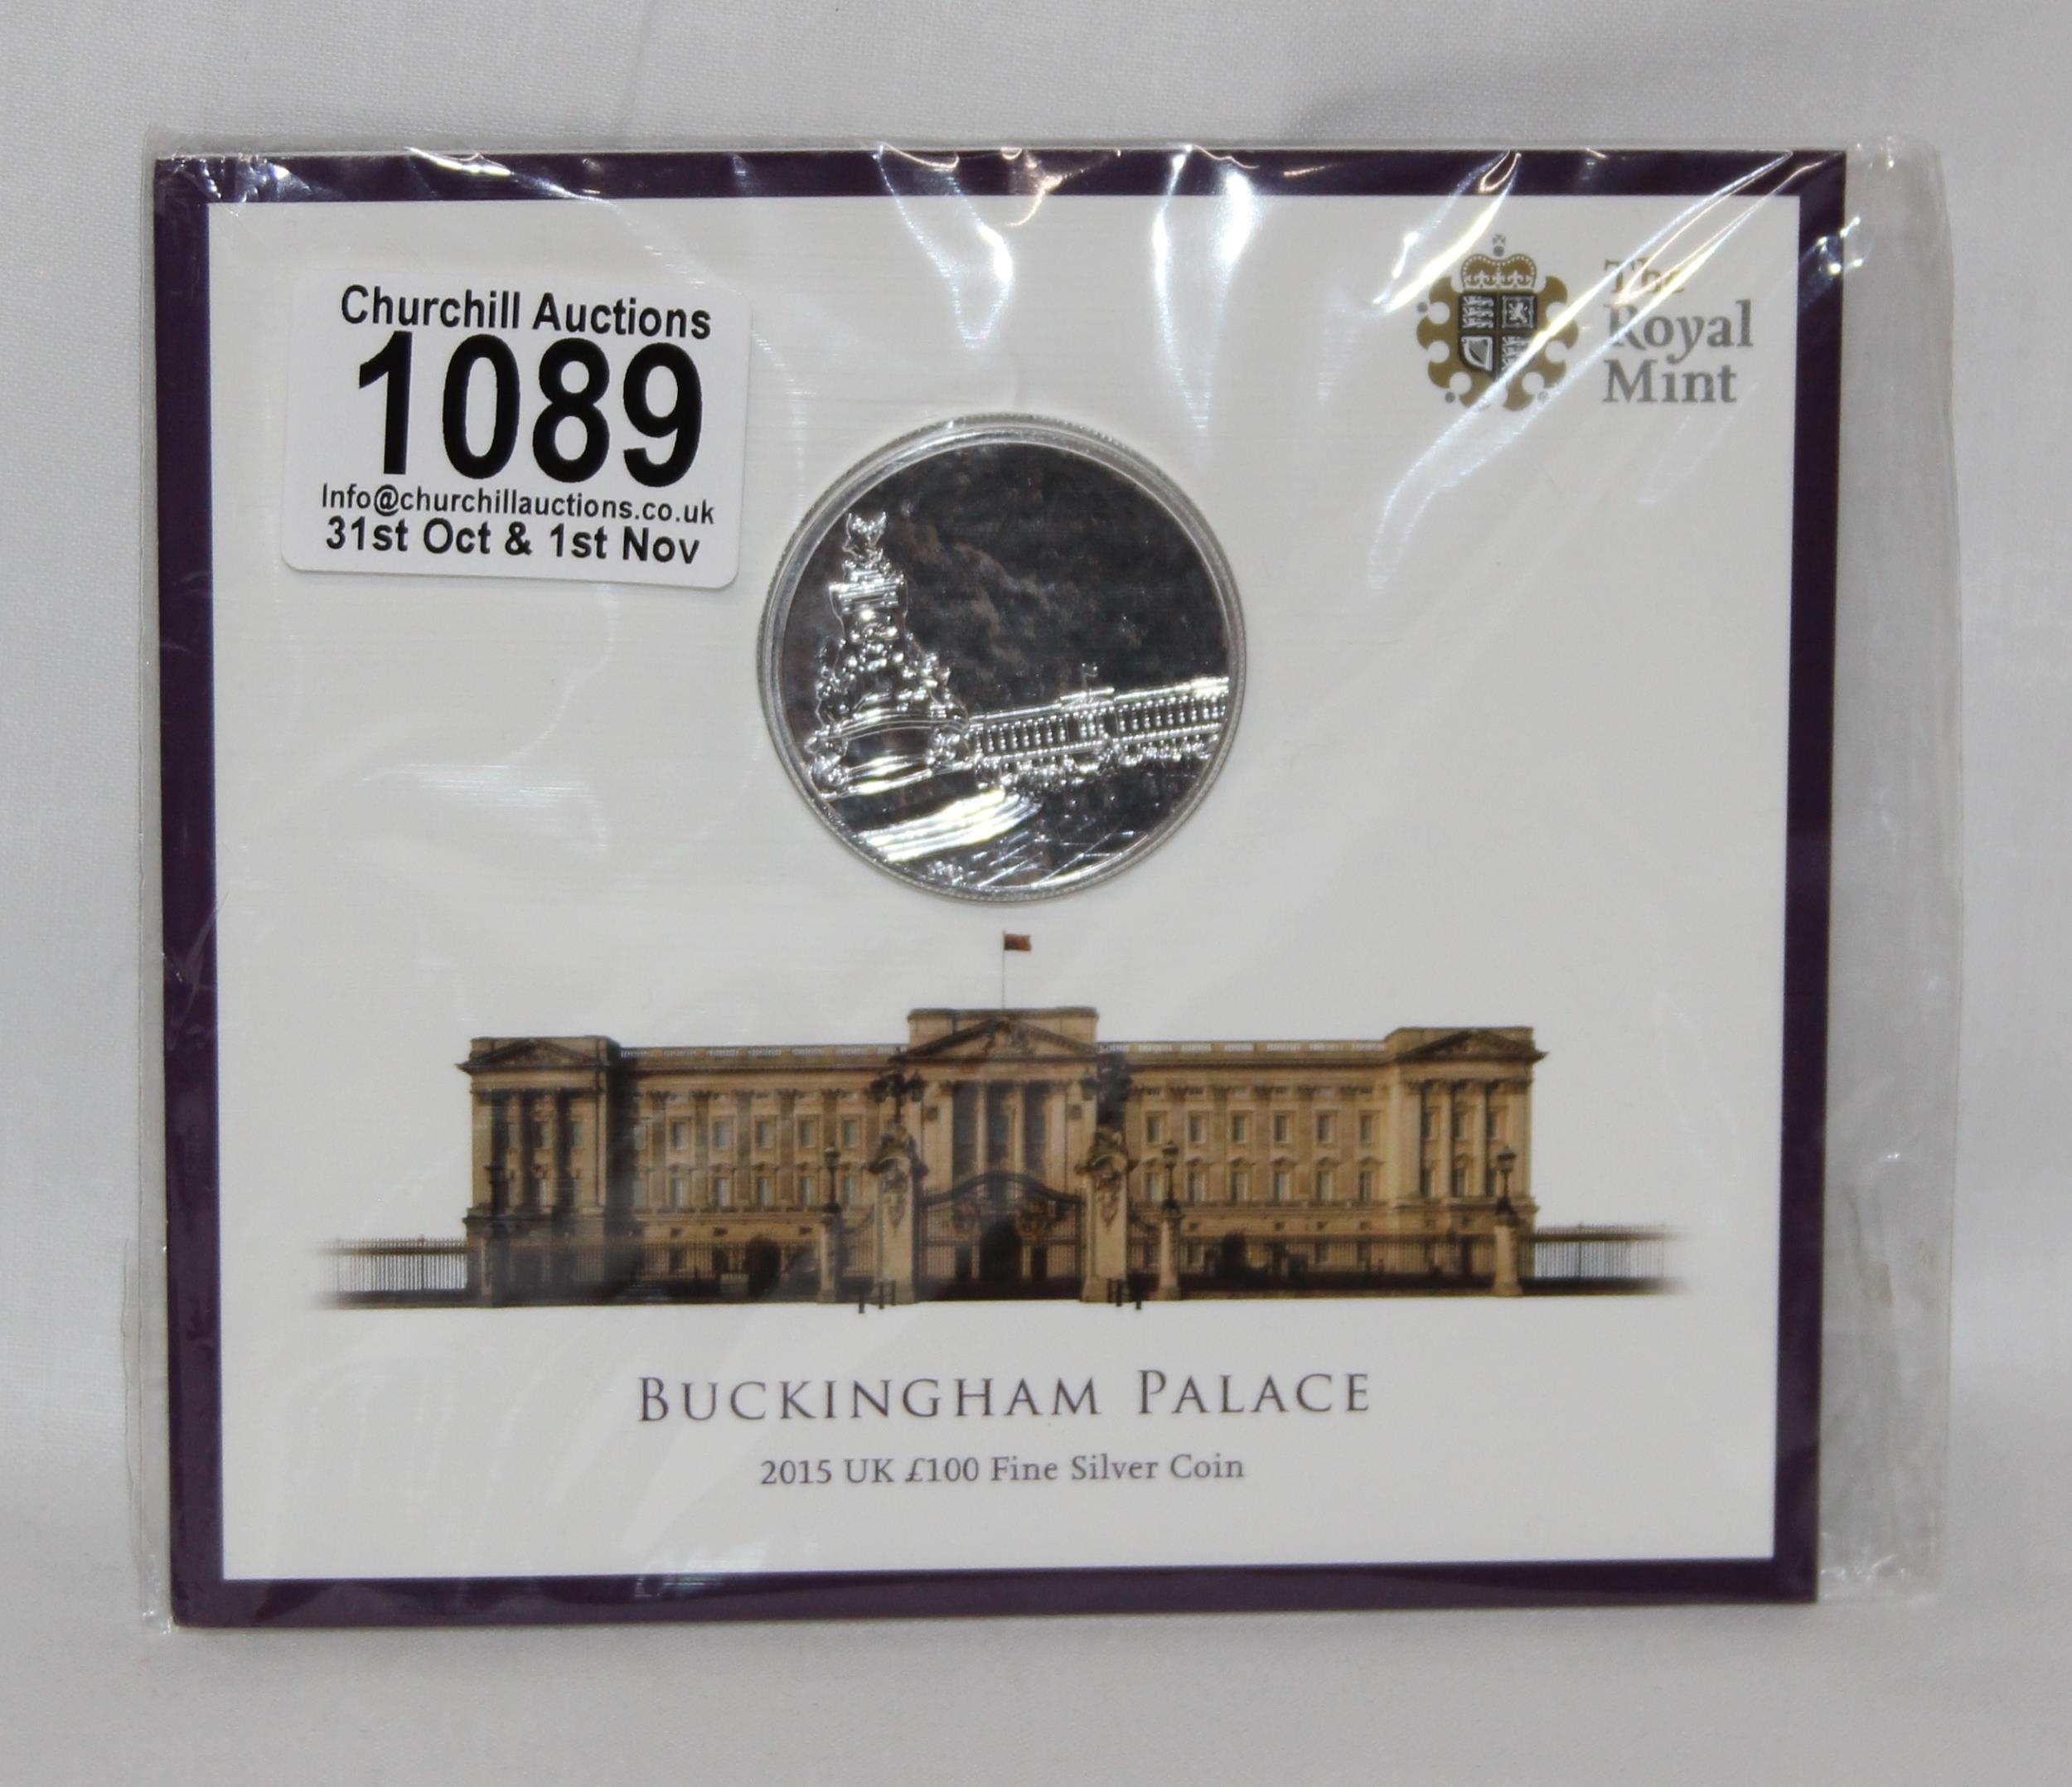 Churchill Auctions
1089
Info@churchillauctions.co.uk
31st Oct & 1st Nov
The
Royal
Mint
BUCKINGHAM PALACE
2015 UK £100 Fine Silver Coin